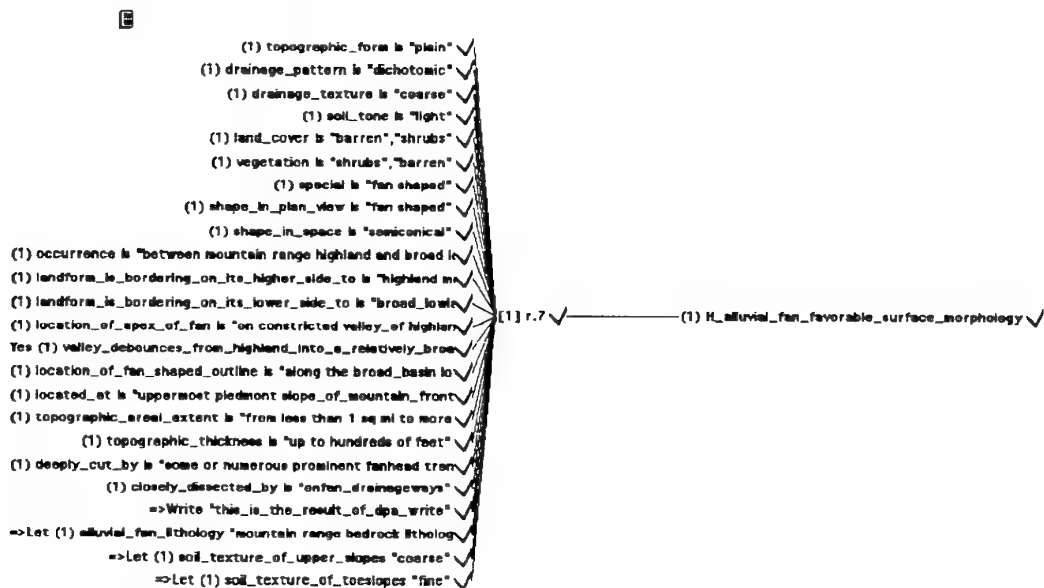 (1) topographic_form is "plain"
(1) drainage_pattern is "dichotomic"
(1) drainage_texture is "coarse"
(1) soil_tone is "light"
(1) land_cover is "barren","shrubs"
(1) vegetation is "shrubs","barren"
(1) special is "fan shaped"
(1) shape_in_plan_view is "fan shaped"
(1) shape_in_space is "semiconical"
(1) occurrence is "between mountain range highland and broad lo
(1) landform_is_bordering_on_its_higher_side_to is "highland m
(1) landform_is_bordering_on_its_lower_side_to is "broad_lowla
[1] r.7 (1) H_alluvial_fan_favorable_surface_morphology
(1) location_of_apex_of_fan is "on constricted valley_of highlan
Yes (1) valley_debounces_from_highland_into_a_relatively_broa
(1) location_of_fan_shaped_outline is "along the broad_basin lo
(1) located_at is "uppermost piedmont slope_of_mountain_front
(1) topographic_areal_extent is "from less than 1 sq mi to more
(1) topographic_thickness is "up to hundreds of feet"
(1) deeply_cut_by is "some or numerous prominent fanhead tren
(1) closely_dissected_by is "onfan_drainageways"
=>Write "this_is_the_result_of_dpa_write"
=>Let (1) alluvial_fan_lithology "mountain range bedrock litholog
=>Let (1) soil_texture_of_upper_slopes "coarse"
=>Let (1) soil_texture_of_toeslopes "fine"